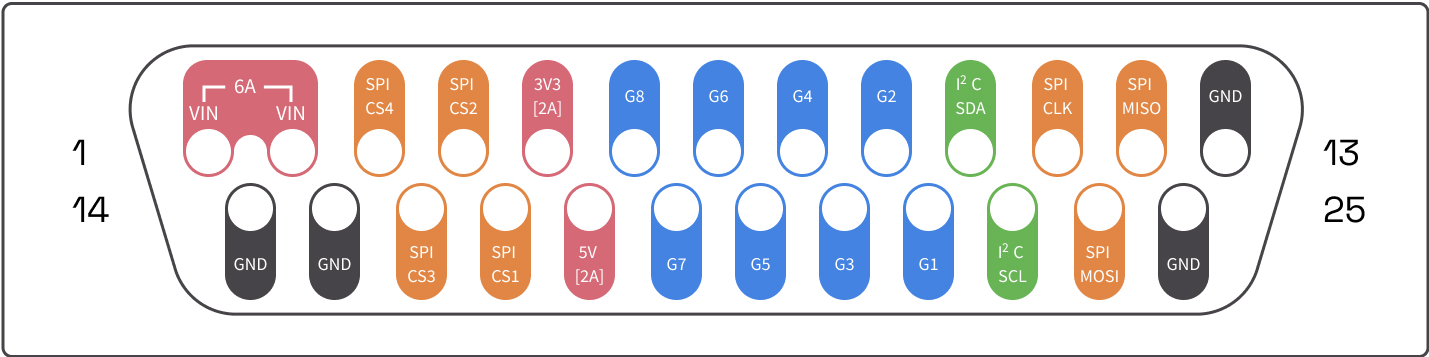 6A
VIN VIN
SPI
CS4
SPI
CS2
3V3
[2A]
G8
G6
G4
G2
I² C
SDA
SPI
CLK
SPI
MISO
GND
1
13
14
25
GND
GND
SPI
CS3
SPI
CS1
5V
[2A]
G7
G5
G3
G1
I² C
SCL
SPI
MOSI
GND